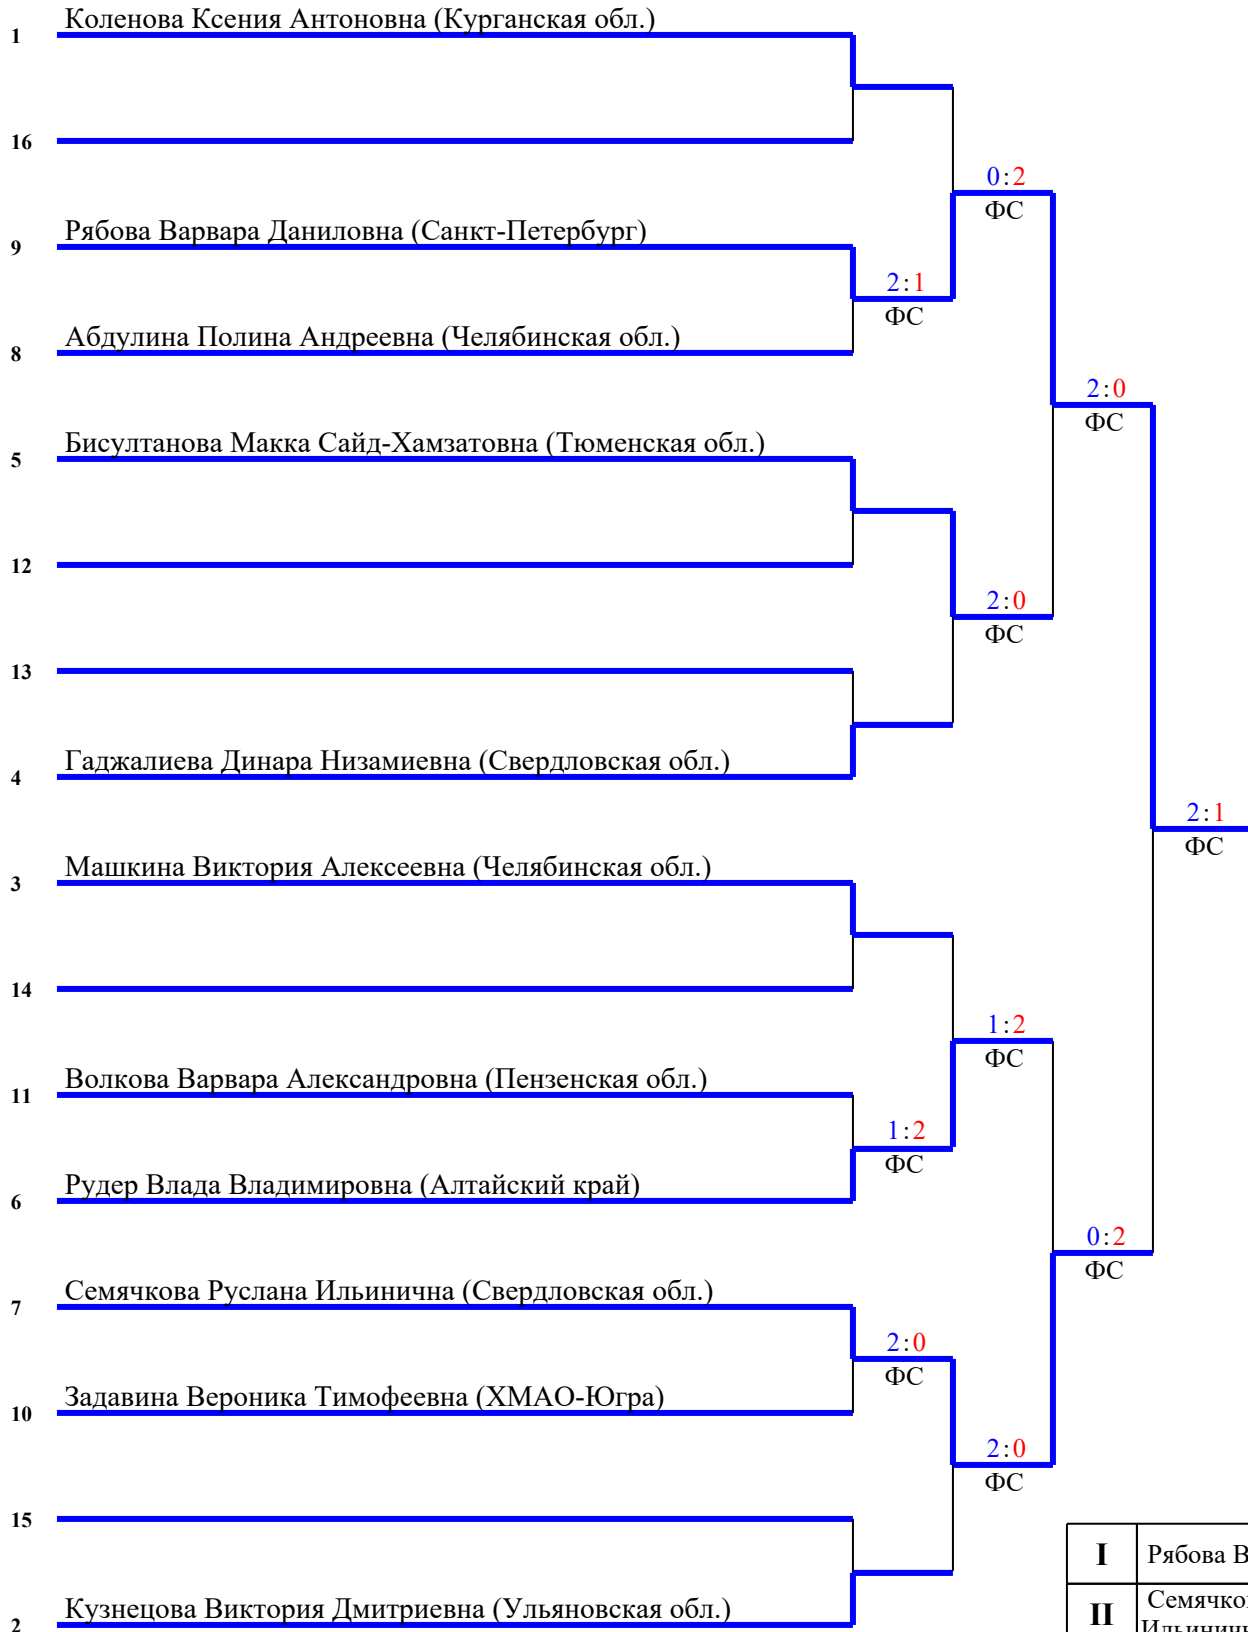 Коленова Ксения Антоновна (Курганская обл.)
1
16
0:2
ФС
Рябова Варвара Даниловна (Санкт-Петербург)
9
2:1
ФС
Абдулина Полина Андреевна (Челябинская обл.)
8
2:0
ФС
Бисултанова Макка Сайд-Хамзатовна (Тюменская обл.)
5
12
2:0
ФС
13
Гаджалиева Динара Низамиевна (Свердловская обл.)
4
2:1
ФС
Машкина Виктория Алексеевна (Челябинская обл.)
3
14
1:2
ФС
Волкова Варвара Александровна (Пензенская обл.)
11
1:2
ФС
Рудер Влада Владимировна (Алтайский край)
6
0:2
ФС
Семячкова Руслана Ильинична (Свердловская обл.)
7
2:0
ФС
Задавина Вероника Тимофеевна (ХМАО-Югра)
10
2:0
ФС
15
I Рябова В
Кузнецова Виктория Дмитриевна (Ульяновская обл.)
2
II Семячко